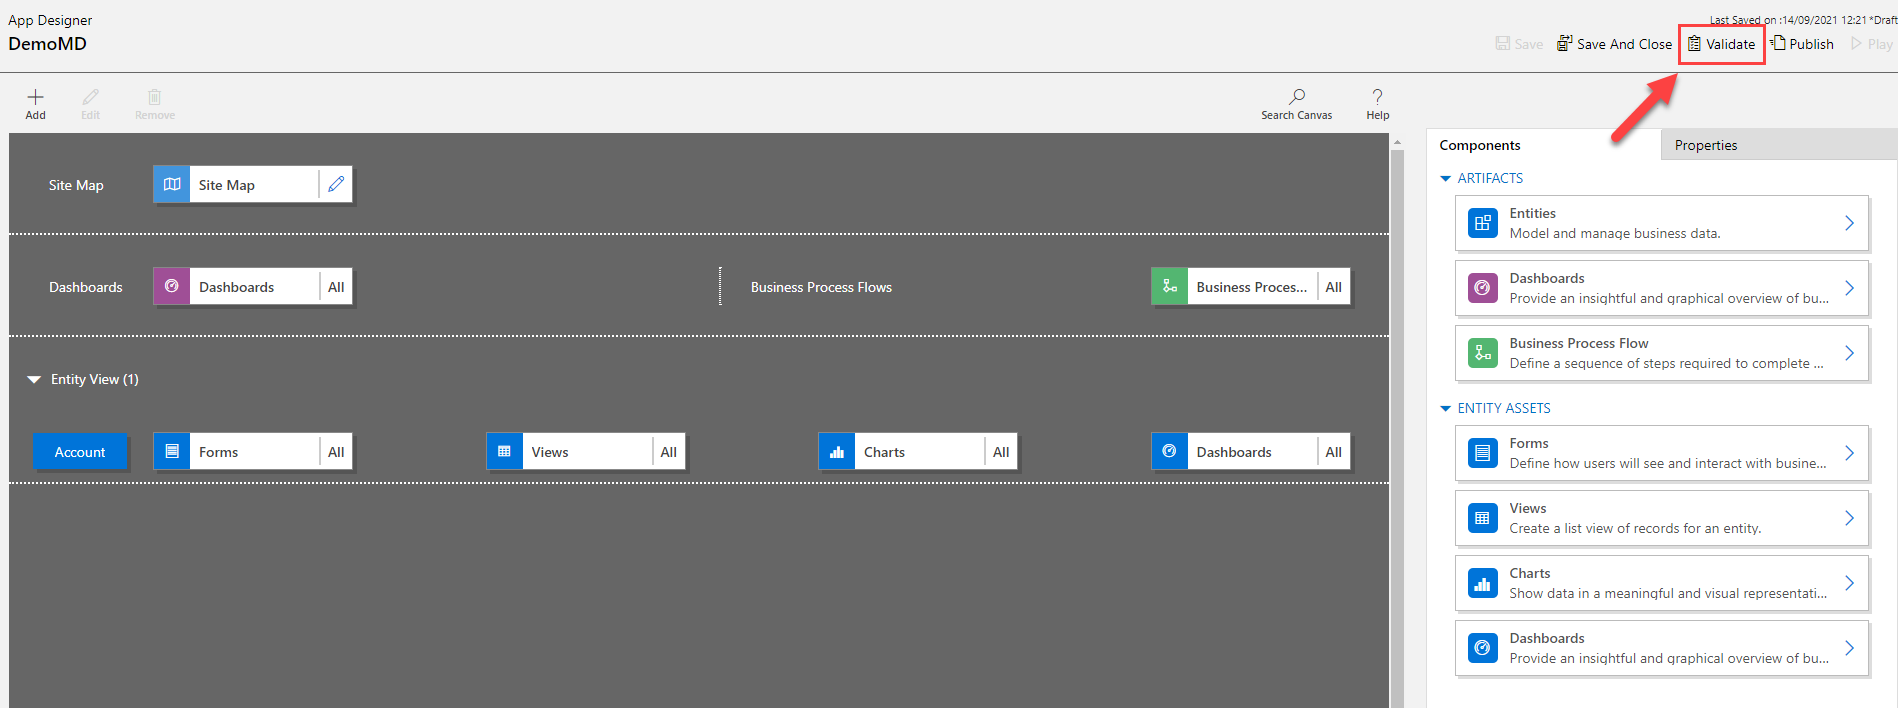 App Designer
DemoMD
Last Saved on :14/09/2021 12:21 *Draft
Save
Save And Close
Validate
Publish
Play
Add
Edit
Remove
Search Canvas
Help
Site Map
Site Map
Dashboards
Dashboards
All
Business Process Flows
Business Proces...
All
Entity View (1)
Account
Forms
All
Views
All
Charts
All
Dashboards
All
Components
Properties
ARTIFACTS
Entities
Model and manage business data.
Dashboards
Provide an insightful and graphical overview of bu...
Business Process Flow
Define a sequence of steps required to complete ...
ENTITY ASSETS
Forms
Define how users will see and interact with busine...
Views
Create a list view of records for an entity.
Charts
Show data in a meaningful and visual representati...
Dashboards
Provide an insightful and graphical overview of bu...